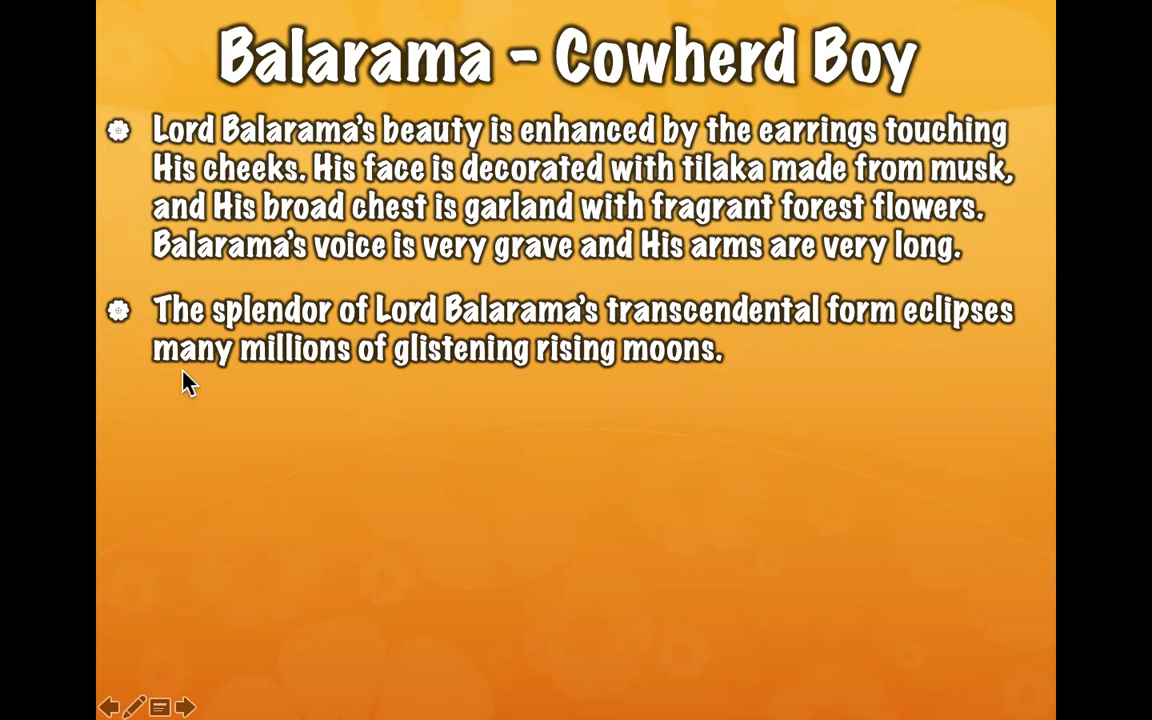 Balarama - Cowherd Boy
Lord Balarama's beauty is enhanced by the earrings touching
His cheeks. His face is decorated with tilaka made from musk,
and His broad chest is garland with fragrant forest flowers.
Balarama's voice is very grave and His arms are very long.
The splendor of Lord Balarama's transcendental form eclipses
many millions of glistening rising moons.